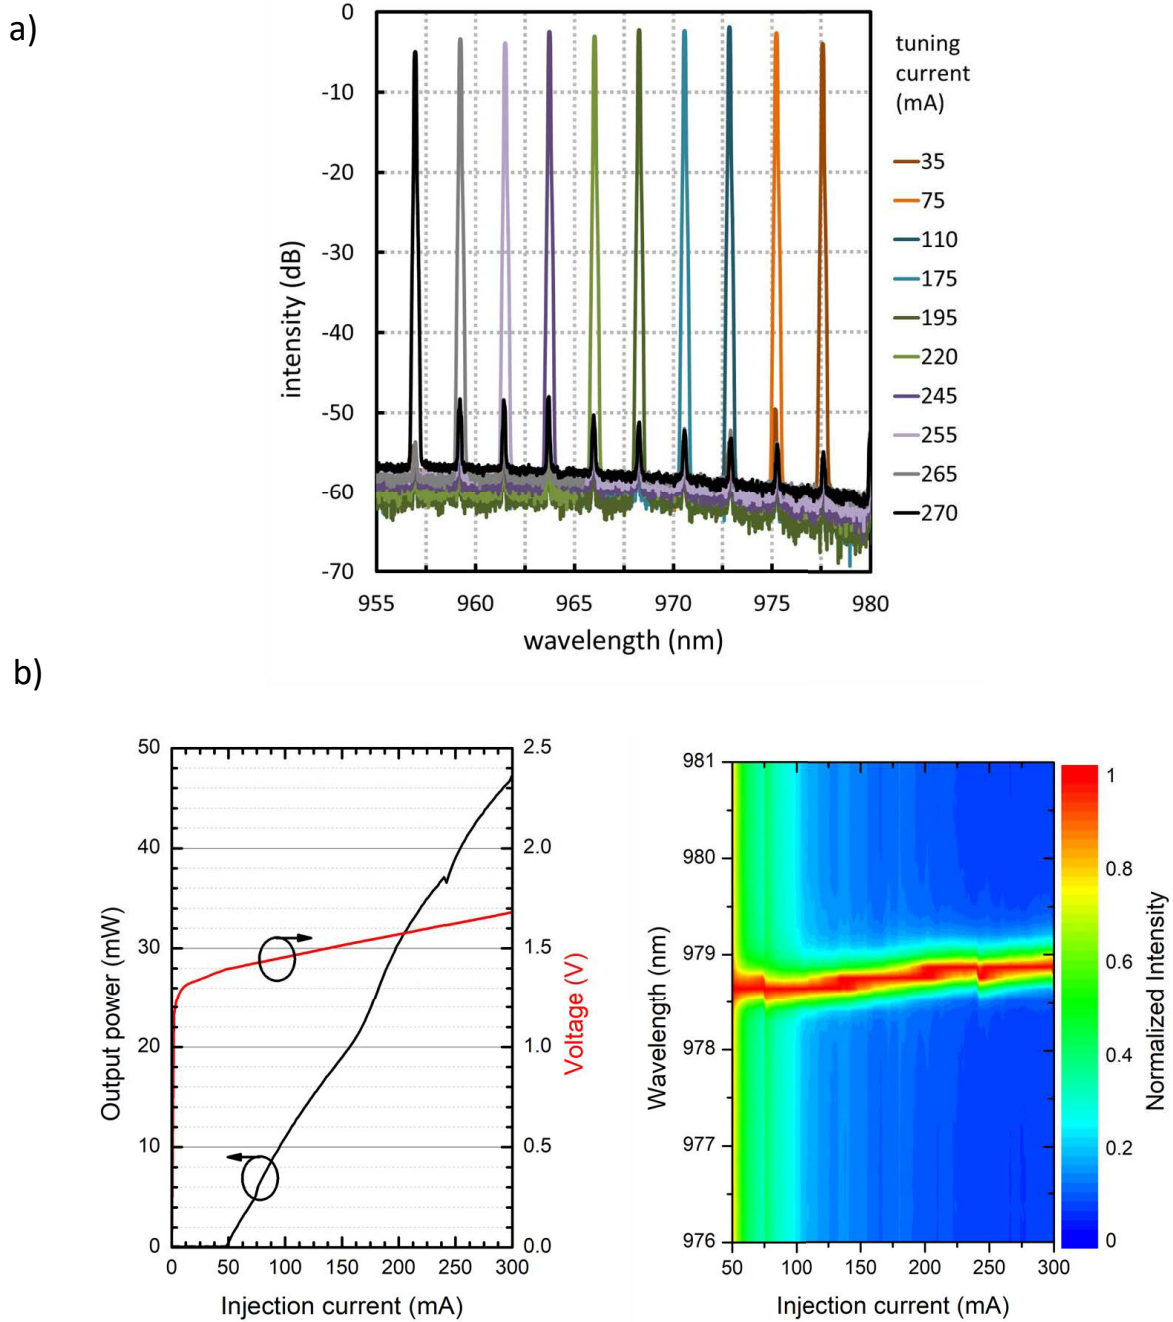 a)
0
-10
-20
-30
-40
-50
-60
-70
intensity (dB)
955 960 965 970 975 980
wavelength (nm)
tuning
current
(mA)
35
75
110
175
195
220
245
255
265
270
b)
50
40
30
20
10
0
Output power (mW)
2.5
2.0
1.5
1.0
0.5
0.0
Voltage (V)
0 50 100 150 200 250 300
Injection current (mA)
981
980
979
978
977
976
Wavelength (nm)
50 100 150 200 250 300
Injection current (mA)
1
0.8
0.6
0.4
0.2
0
Normalized Intensity